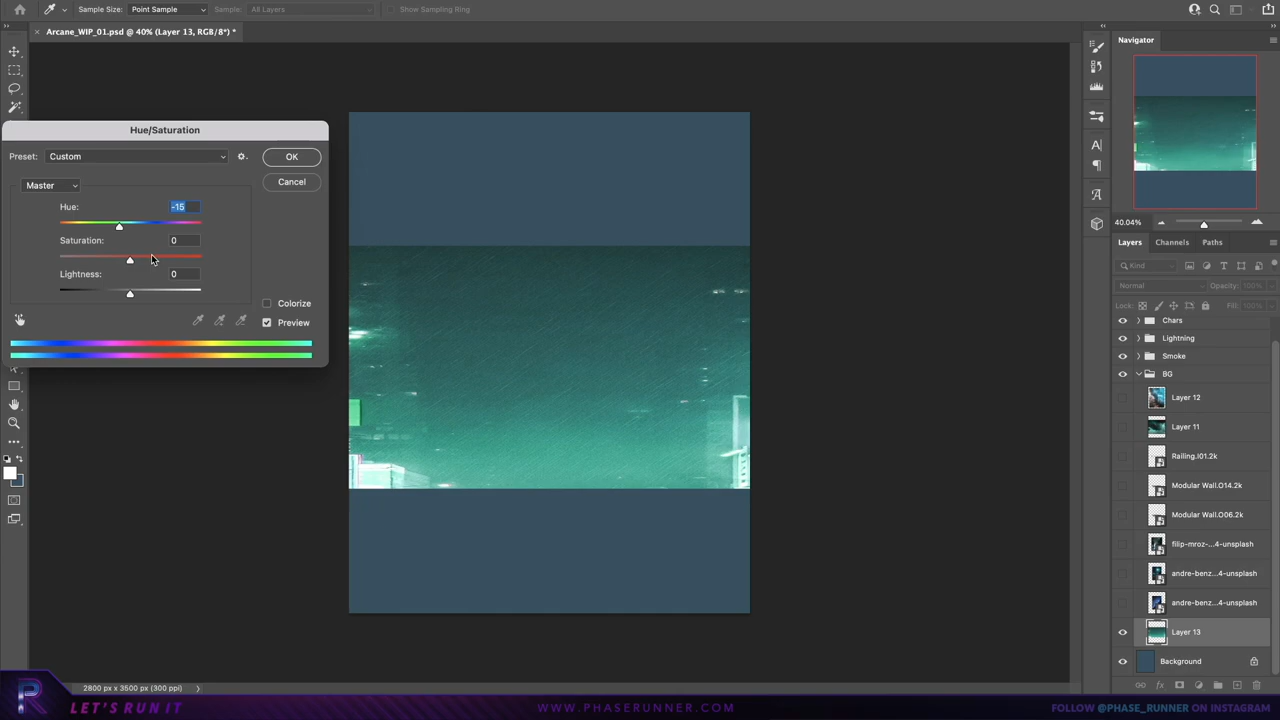 Sample Size: Point Sample Sample: All Layers Show Sampling Ring
Arcane_WIP_01.psd @ 40% (Layer 13, RGB/8*) *
Hue/Saturation
Preset: Custom
OK
Cancel
Master
Hue: -15
Saturation: 0
Lightness: 0
Colorize
Preview
Navigator
40.04%
Layers Channels Paths
Kind
Normal Opacity:
Lock: Fill:
Chars
Lightning
Smoke
BG
Layer 12
Layer 11
Railing.I01.2k
Modular Wall.O14.2k
Modular Wall.O06.2k
filip-mroz-...4-unsplash
andre-benz...4-unsplash
andre-benz...4-unsplash
Layer 13
Background
2800 px x 3500 px (300 ppi)
R
LET'S RUN IT
WWW.PHASERUNNER.COM
FOLLOW @PHASE_RUNNER ON INSTAGRAM